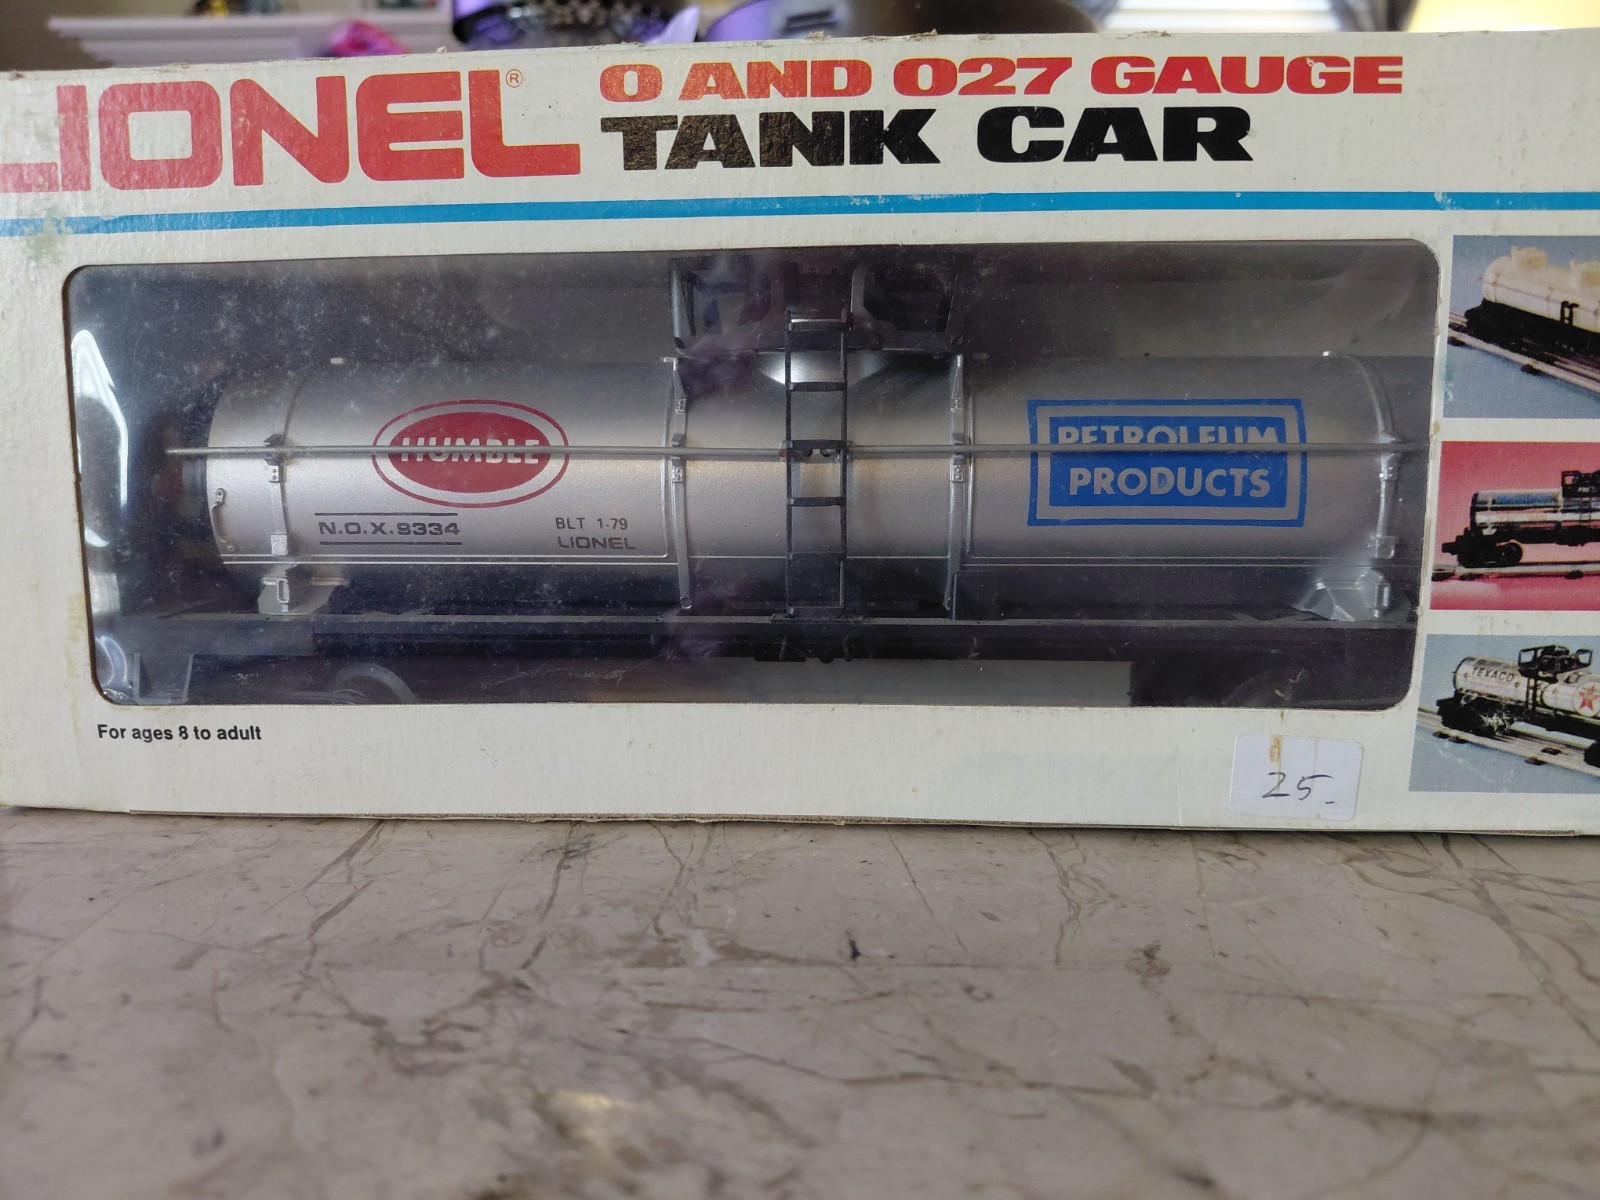 LIONEL®
O AND O27 GAUGE
TANK CAR
HUMBLE
N.O.X.9334
BLT 1-79
LIONEL
PETROLEUM
PRODUCTS
TEXACO
For ages 8 to adult
25.